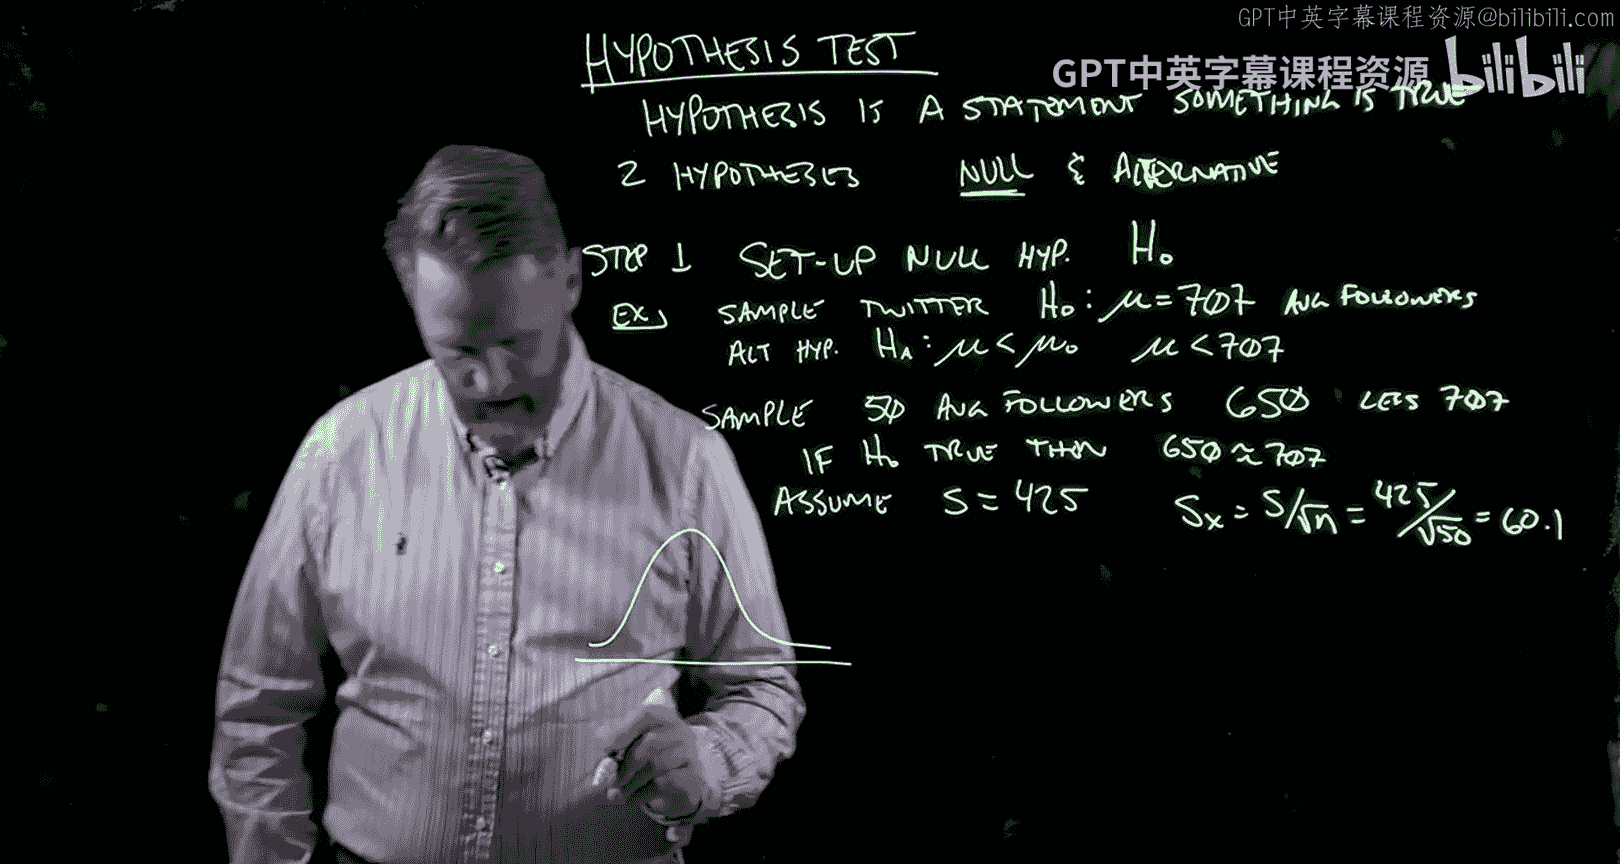 GPT中英字幕课程资源@bilibili.com
GPT中英字幕课程资源 bilibili
HYPOTHESIS TEST
HYPOTHESIS IS A STATEMENT SOMETHING IS TRUE
2 HYPOTHESES NULL & ALTERNATIVE
STEP 1 SET-UP NULL HYP. H₀
EX, SAMPLE TWITTER H₀: μ = 707 AVG FOLLOWERS
ALT HYP. Hₐ: μ < μ₀ μ < 707
SAMPLE 50 AVG FOLLOWERS 650 LESS 707
IF H₀ TRUE THEN 650 ≈ 707
ASSUME S = 425 Sₓ = S/√n = 425/√50 = 60.1